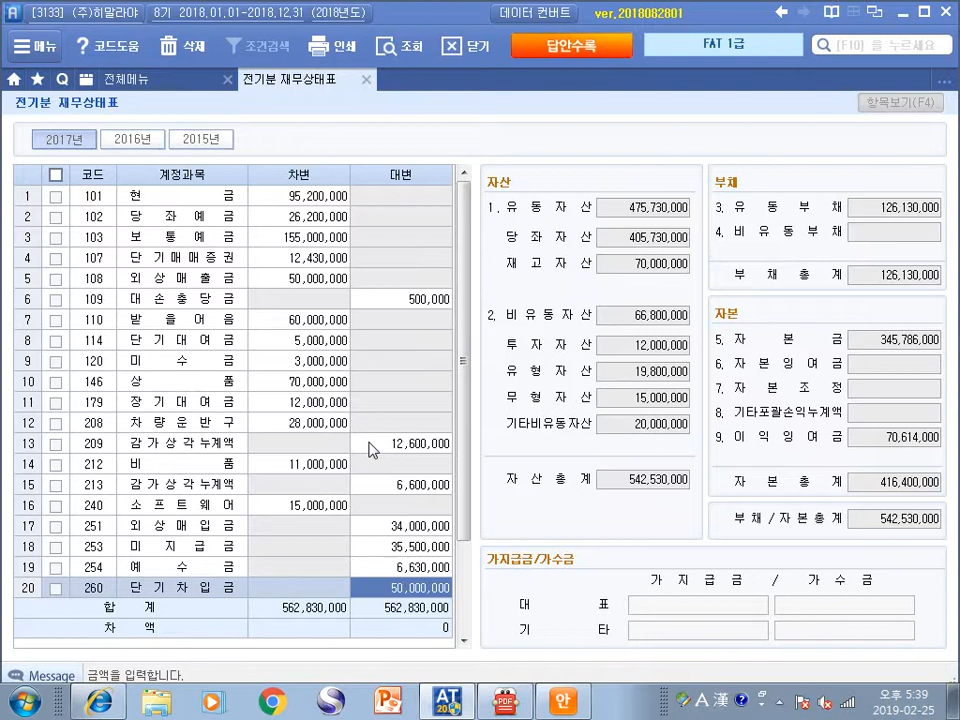 [3133] (주)히말라야 8기 2018.01.01~2018.12.31 (2018년도) 데이터 컨버트 ver.2018082801
메뉴 코드도움 삭제 조건검색 인쇄 조회 닫기 답안수록 FAT 1급 [F10] 을 누르세요
전체메뉴 전기분 재무상태표
전기분 재무상태표 항목보기(F4)
2017년 2016년 2015년
코드 계정과목 차변 대변
1 101 현 금 95,200,000
2 102 당 좌 예 금 26,200,000
3 103 보 통 예 금 155,000,000
4 107 단 기 매 매 증 권 12,430,000
5 108 외 상 매 출 금 50,000,000
6 109 대 손 충 당 금 500,000
7 110 받 을 어 음 60,000,000
8 114 단 기 대 여 금 5,000,000
9 120 미 수 금 3,000,000
10 146 상 품 70,000,000
11 179 장 기 대 여 금 12,000,000
12 208 차 량 운 반 구 28,000,000
13 209 감 가 상 각 누계액 12,600,000
14 212 비 품 11,000,000
15 213 감 가 상 각 누계액 6,600,000
16 240 소 프 트 웨 어 15,000,000
17 251 외 상 매 입 금 34,000,000
18 253 미 지 급 금 35,500,000
19 254 예 수 금 6,630,000
20 260 단 기 차 입 금 50,000,000
합 계 562,830,000 562,830,000
차 액 0
자산
1. 유 동 자 산 475,730,000
당 좌 자 산 405,730,000
재 고 자 산 70,000,000
2. 비 유 동 자 산 66,800,000
투 자 자 산 12,000,000
유 형 자 산 19,800,000
무 형 자 산 15,000,000
기타비유동자산 20,000,000
자 산 총 계 542,530,000
부채
3. 유 동 부 채 126,130,000
4. 비 유 동 부 채
부 채 총 계 126,130,000
자본
5. 자 본 금 345,786,000
6. 자 본 잉 여 금
7. 자 본 조 정
8. 기타포괄손익누계액
9. 이 익 잉 여 금 70,614,000
자 본 총 계 416,400,000
부 채 / 자 본 총 계 542,530,000
가지급금/가수금
가 지 급 금 / 가 수 금
대 표
기 타
Message 금액을 입력합니다.
AT 20 PDF 안 A 漢 오후 5:39
2019-02-25